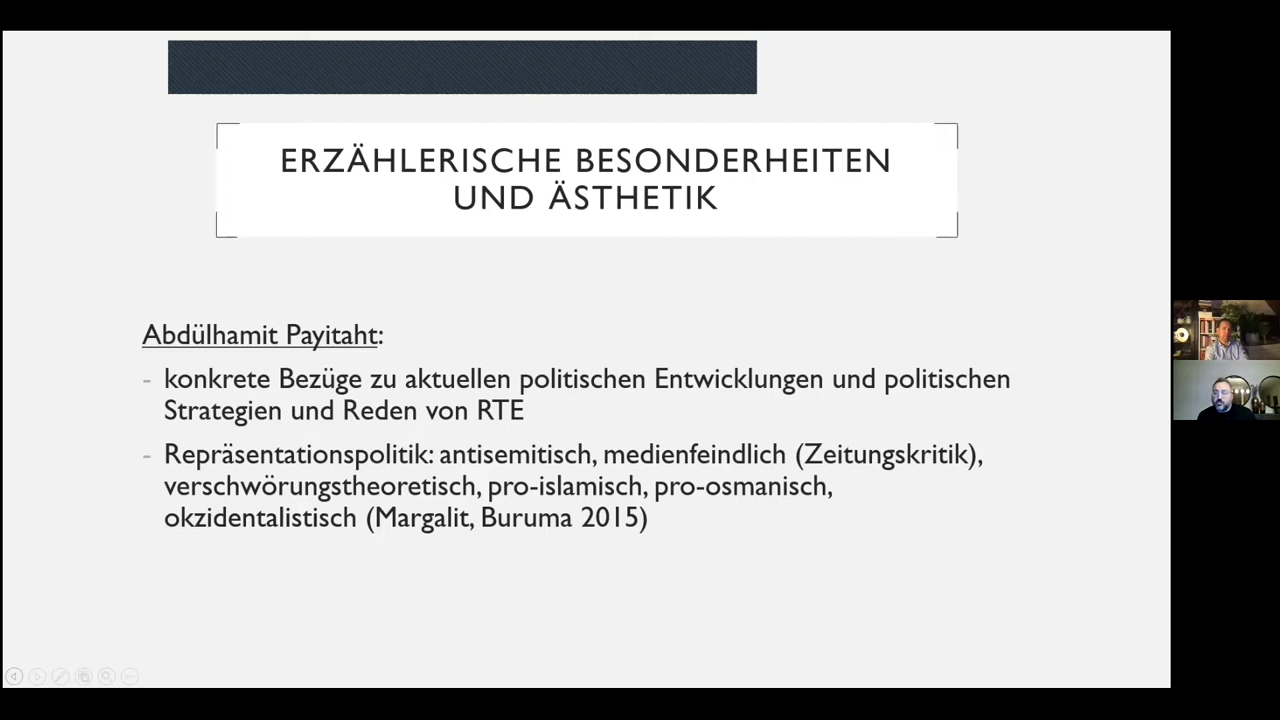 ERZÄHLERISCHE BESONDERHEITEN
UND ÄSTHETIK
Abdülhamit Payitaht:
- konkrete Bezüge zu aktuellen politischen Entwicklungen und politischen
Strategien und Reden von RTE
- Repräsentationspolitik: antisemitisch, medienfeindlich (Zeitungskritik),
verschwörungstheoretisch, pro-islamisch, pro-osmanisch,
okzidentalistisch (Margalit, Buruma 2015)